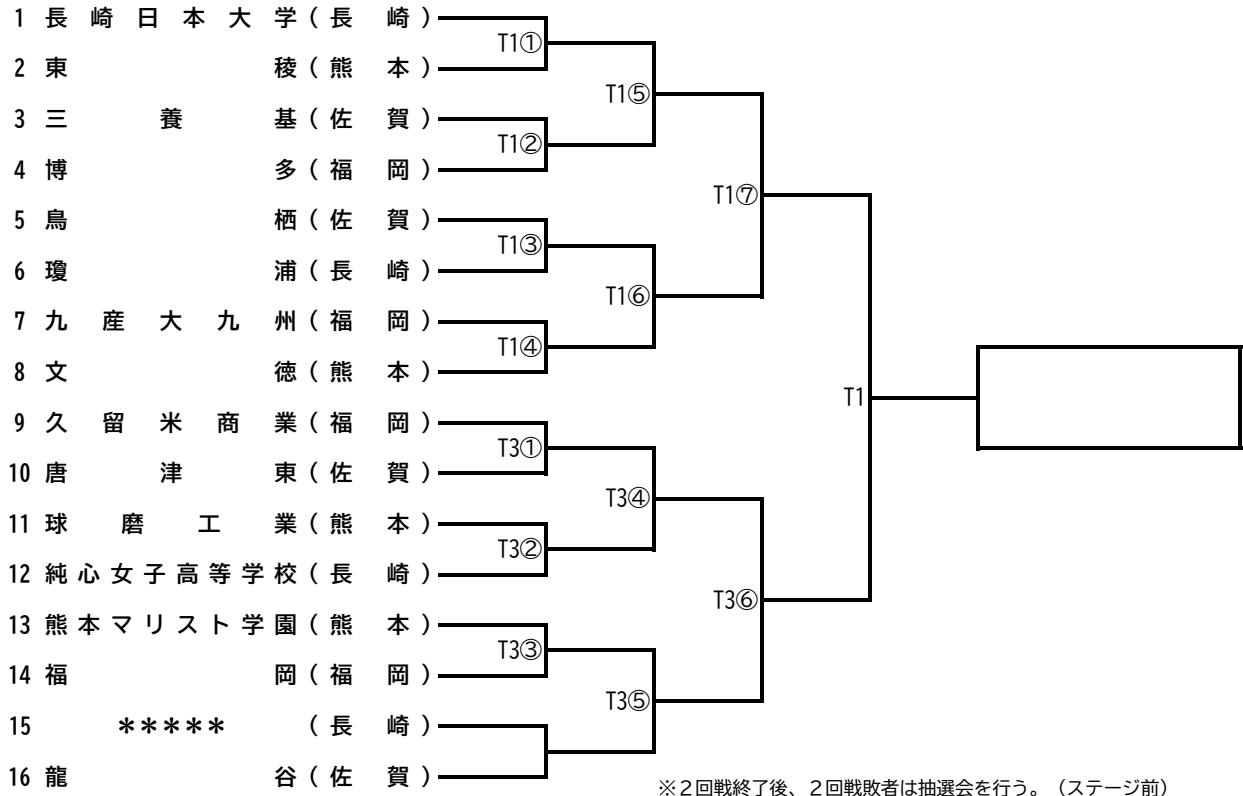 1 長崎日本大学(長崎)
T1①
2 東稜(熊本)
T1⑤
3 三養基(佐賀)
T1②
4 博多(福岡)
T1⑦
5 鳥栖(佐賀)
T1③
6 瓊浦(長崎)
T1⑥
7 九産大九州(福岡)
T1④
8 文徳(熊本)
T1
9 久留米商業(福岡)
T3①
10 唐津東(佐賀)
T3④
11 球磨工業(熊本)
T3②
12 純心女子高等学校(長崎)
T3⑥
13 熊本マリスト学園(熊本)
T3③
14 福岡(福岡)
T3⑤
15 *****(長崎)
16 龍谷(佐賀)
※2回戦終了後、2回戦敗者は抽選会を行う。(ステージ前)